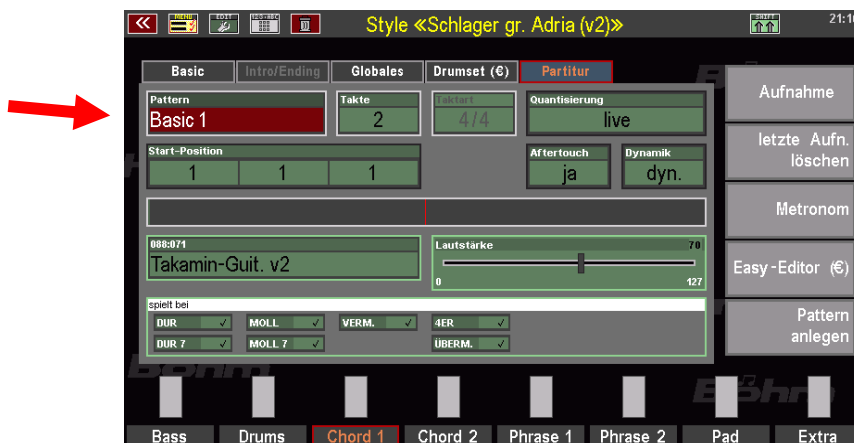 MENU
EDIT
SHIFT
Style «Schlager gr. Adria (v2)»
Basic
Intro/Ending
Globales
Drumset (€)
Partitur
Pattern
Basic 1
Takte
2
Taktart
4/4
Quantisierung
live
Start-Position
1 1 1
Aftertouch
ja
Dynamik
dyn.
088:071
Takamin-Guit. v2
Lautstärke
70
0
127
spielt bei
DUR ✓ MOLL ✓ VERM. ✓ 4ER ✓
DUR 7 ✓ MOLL 7 ✓ ÜBERM. ✓
Aufnahme
letzte Aufn.
löschen
Metronom
Easy-Editor (€)
Pattern
anlegen
Böhm
Böhm
Bass Drums Chord 1 Chord 2 Phrase 1 Phrase 2 Pad Extra